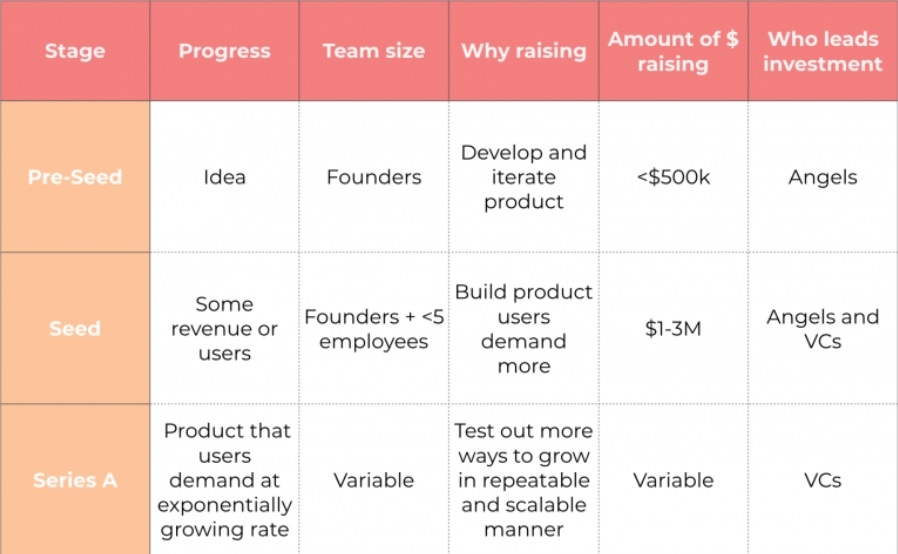 Stage
Progress
Team size
Why raising
Amount of $
raising
Who leads
investment
Pre-Seed
Idea
Founders
Develop and
iterate
product
<$500k
Angels
Seed
Some
revenue or
users
Founders + <5
employees
Build product
users
demand
more
$1-3M
Angels and
VCs
Series A
Product that
users
demand at
exponentially
growing rate
Variable
Test out more
ways to grow
in repeatable
and scalable
manner
Variable
VCs